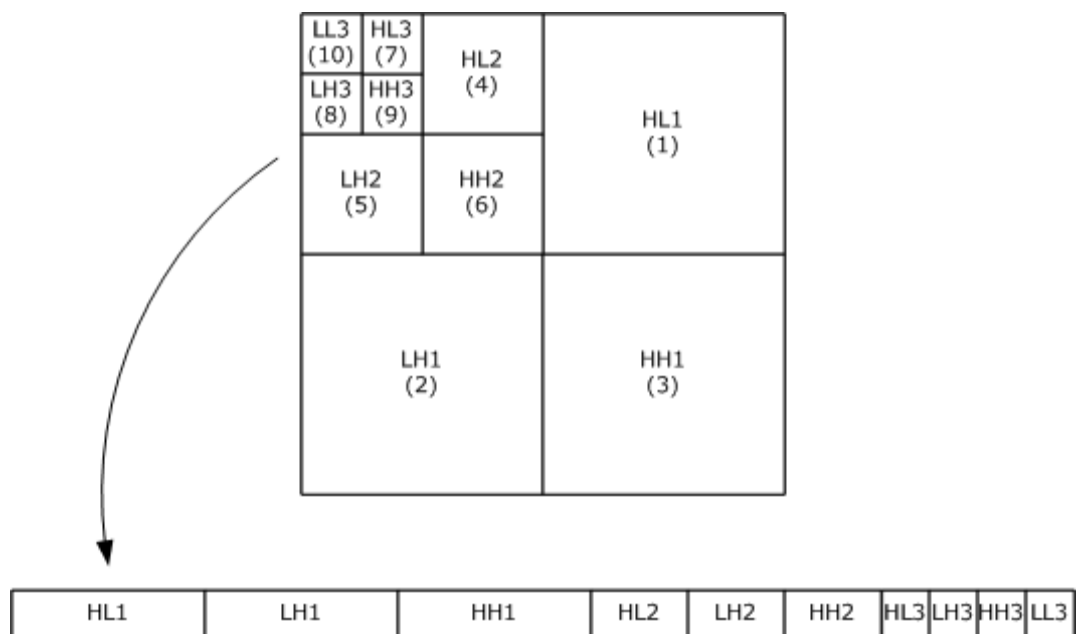 LL3
(10)
HL3
(7)
HL2
(4)
HL1
(1)
LH3
(8)
HH3
(9)
LH2
(5)
HH2
(6)
LH1
(2)
HH1
(3)
HL1 LH1 HH1 HL2 LH2 HH2 HL3 LH3 HH3 LL3